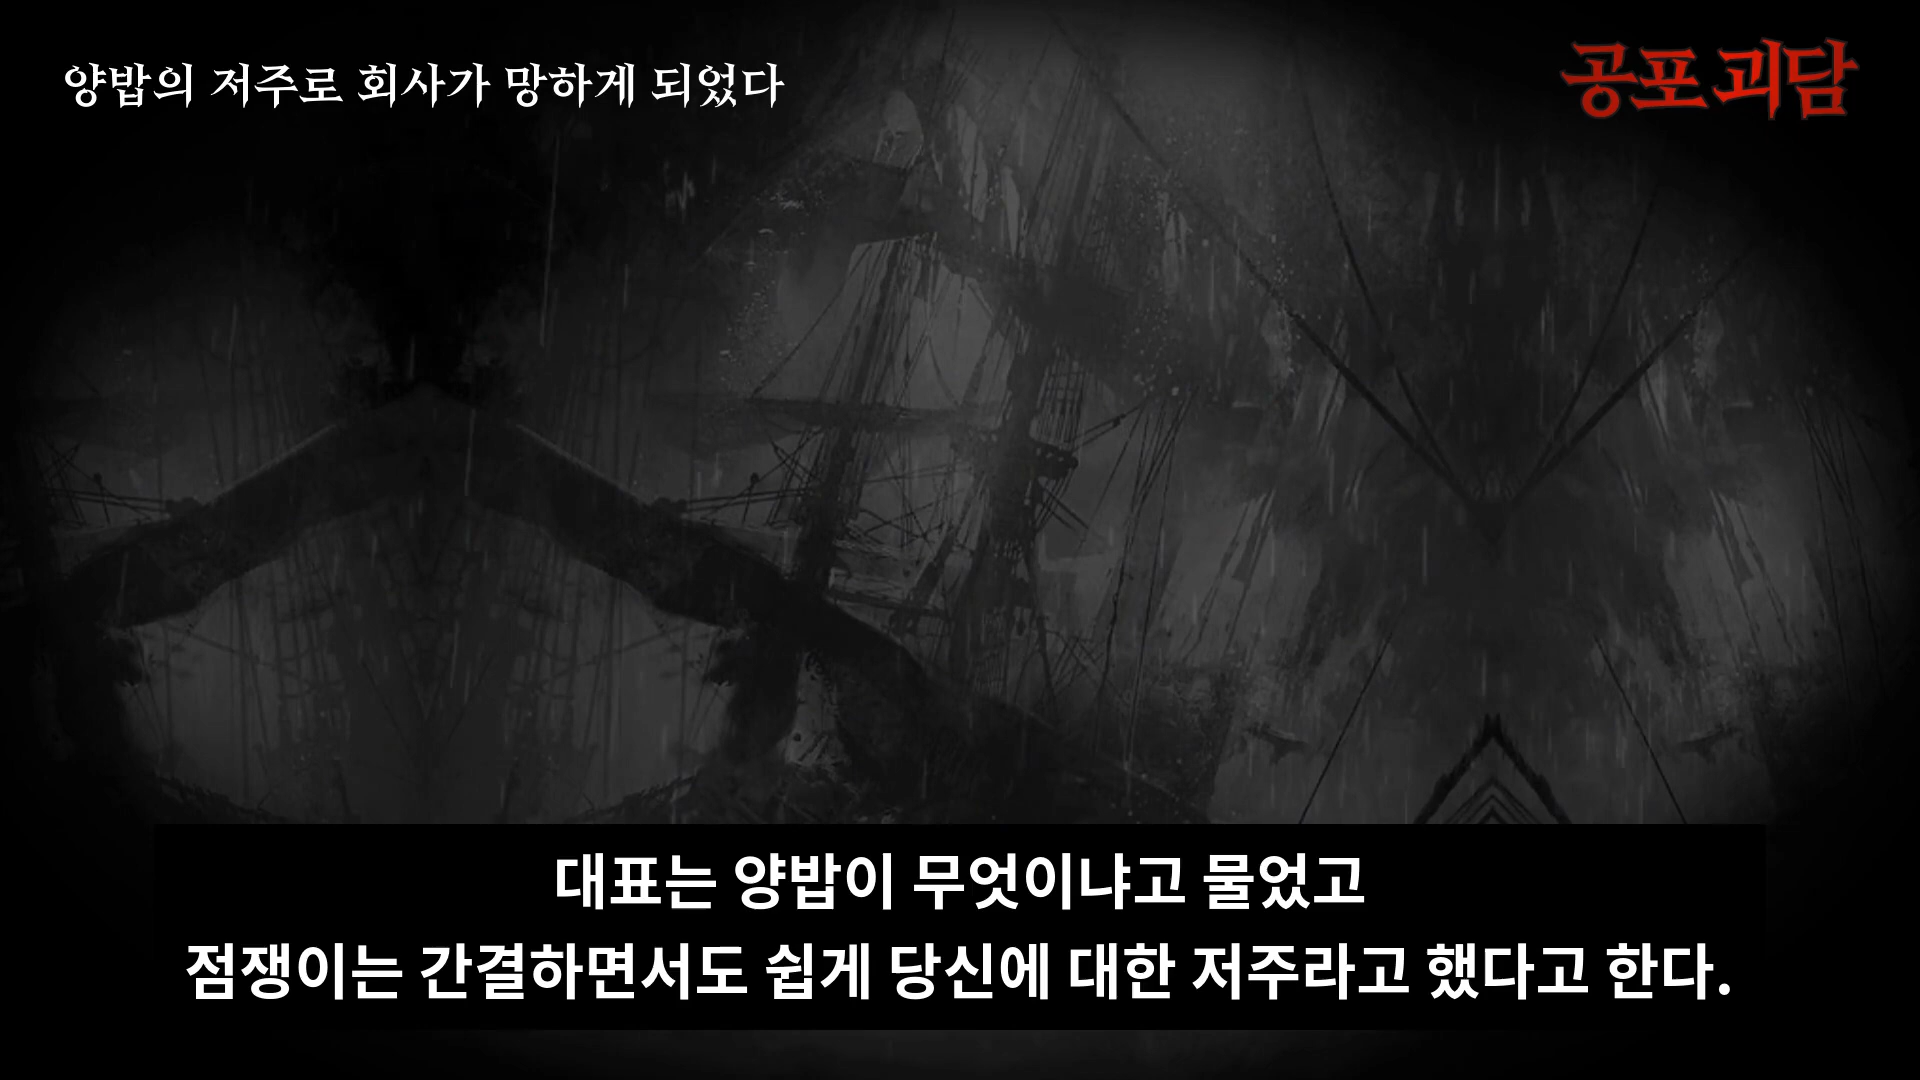 양밥의 저주로 회사가 망하게 되었다
공포괴담
대표는 양밥이 무엇이냐고 물었고
점쟁이는 간결하면서도 쉽게 당신에 대한 저주라고 했다고 한다.